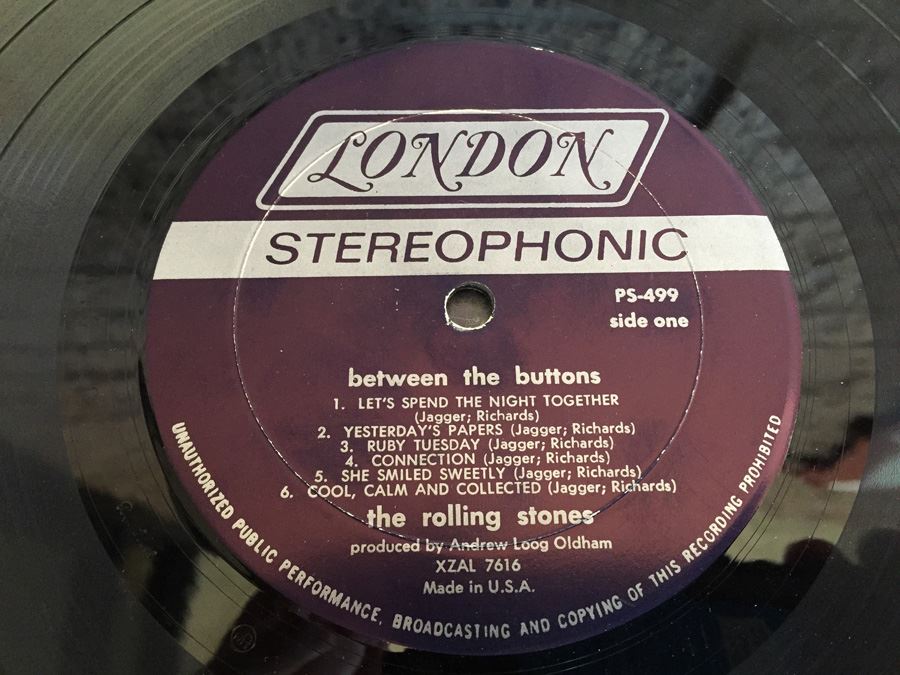 LONDON
STEREOPHONIC
PS-499
side one
between the buttons
1. LET'S SPEND THE NIGHT TOGETHER
(Jagger; Richards)
2. YESTERDAY'S PAPERS (Jagger; Richards)
3. RUBY TUESDAY (Jagger; Richards)
4. CONNECTION (Jagger; Richards)
5. SHE SMILED SWEETLY (Jagger; Richards)
6. COOL, CALM AND COLLECTED (Jagger; Richards)
the rolling stones
produced by Andrew Loog Oldham
XZAL 7616
Made in U.S.A.
UNAUTHORIZED PUBLIC PERFORMANCE, BROADCASTING AND COPYING OF THIS RECORDING PROHIBITED